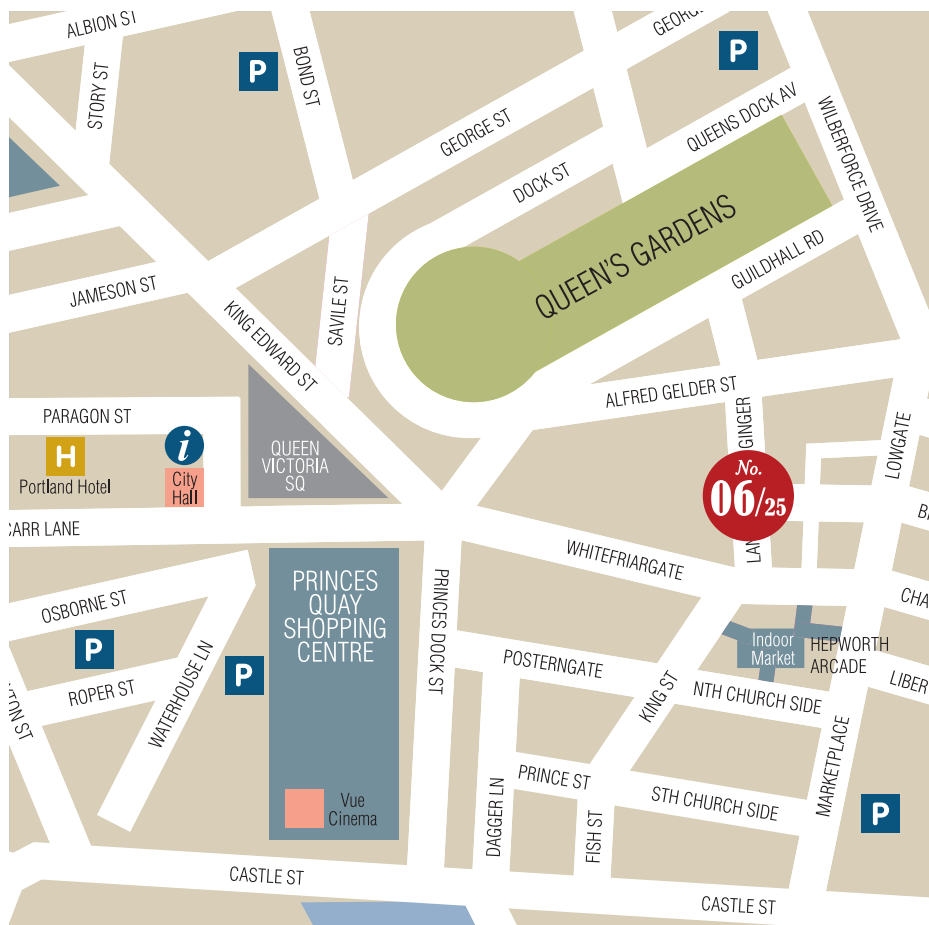 ALBION ST
STORY ST
P
BOND ST
GEORGE ST
GEORG
P
QUEENS DOCK AV
WILBERFORCE DRIVE
DOCK ST
QUEEN'S GARDENS
GUILDHALL RD
JAMESON ST
KING EDWARD ST
SAVILE ST
ALFRED GELDER ST
PARAGON ST
H
Portland Hotel
i
City
Hall
QUEEN
VICTORIA
SQ
GINGER
LAN
No.
06/25
LOWGATE
CARR LANE
WHITEFRIARGATE
CHA
OSBORNE ST
P
ROPER ST
WATERHOUSE LN
P
PRINCES
QUAY
SHOPPING
CENTRE
PRINCES DOCK ST
POSTERNGATE
KING ST
Indoor
Market
HEPWORTH
ARCADE
LIBER
NTH CHURCH SIDE
MARKETPLACE
PRINCE ST
STH CHURCH SIDE
P
DAGGER LN
FISH ST
Vue
Cinema
CASTLE ST
CASTLE ST